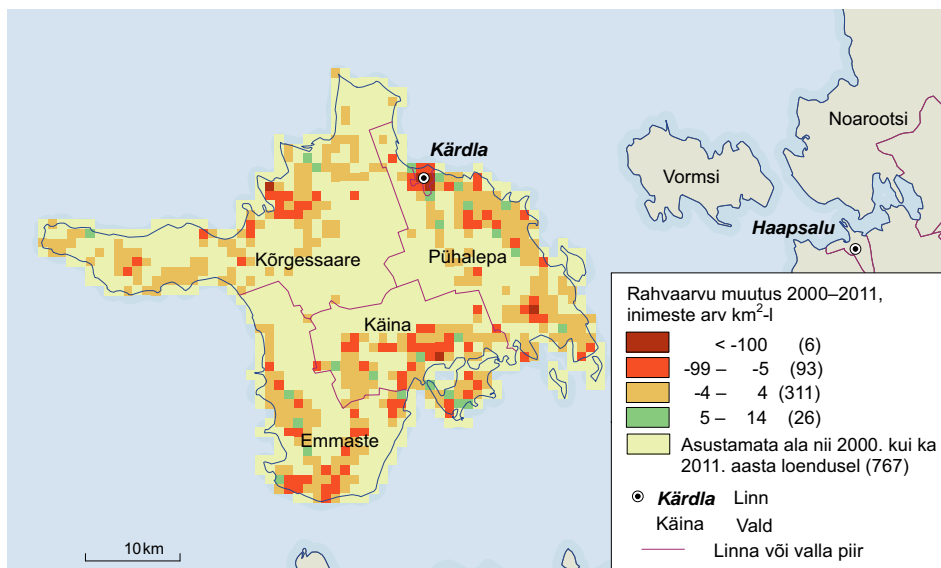 Noarootsi
Kärdla
Vormsi
Haapsalu
Kõrgessaare
Pühalepa
Käina
Emmaste
10 km
Rahvaarvu muutus 2000–2011,
inimeste arv km²-l
< -100 (6)
-99 – -5 (93)
-4 – 4 (311)
5 – 14 (26)
Asustamata ala nii 2000. kui ka
2011. aasta loendusel (767)
Kärdla Linn
Käina Vald
Linna või valla piir